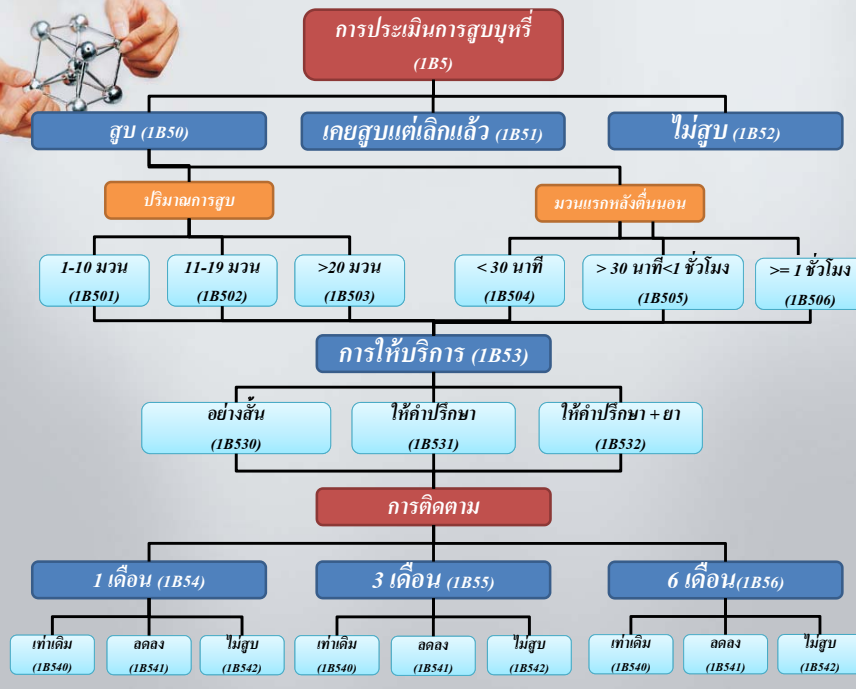 การประเมินการสูบบุหรี่
(1B5)
สูบ (1B50)
เคยสูบแต่เลิกแล้ว (1B51)
ไม่สูบ (1B52)
ปริมาณการสูบ
มวนแรกหลังตื่นนอน
1-10 มวน
(1B501)
11-19 มวน
(1B502)
>20 มวน
(1B503)
< 30 นาที
(1B504)
> 30 นาที<1 ชั่วโมง
(1B505)
>= 1 ชั่วโมง
(1B506)
การให้บริการ (1B53)
อย่างสั้น
(1B530)
ให้คำปรึกษา
(1B531)
ให้คำปรึกษา + ยา
(1B532)
การติดตาม
1 เดือน (1B54)
3 เดือน (1B55)
6 เดือน(1B56)
เท่าเดิม
(1B540)
ลดลง
(1B541)
ไม่สูบ
(1B542)
เท่าเดิม
(1B540)
ลดลง
(1B541)
ไม่สูบ
(1B542)
เท่าเดิม
(1B540)
ลดลง
(1B541)
ไม่สูบ
(1B542)